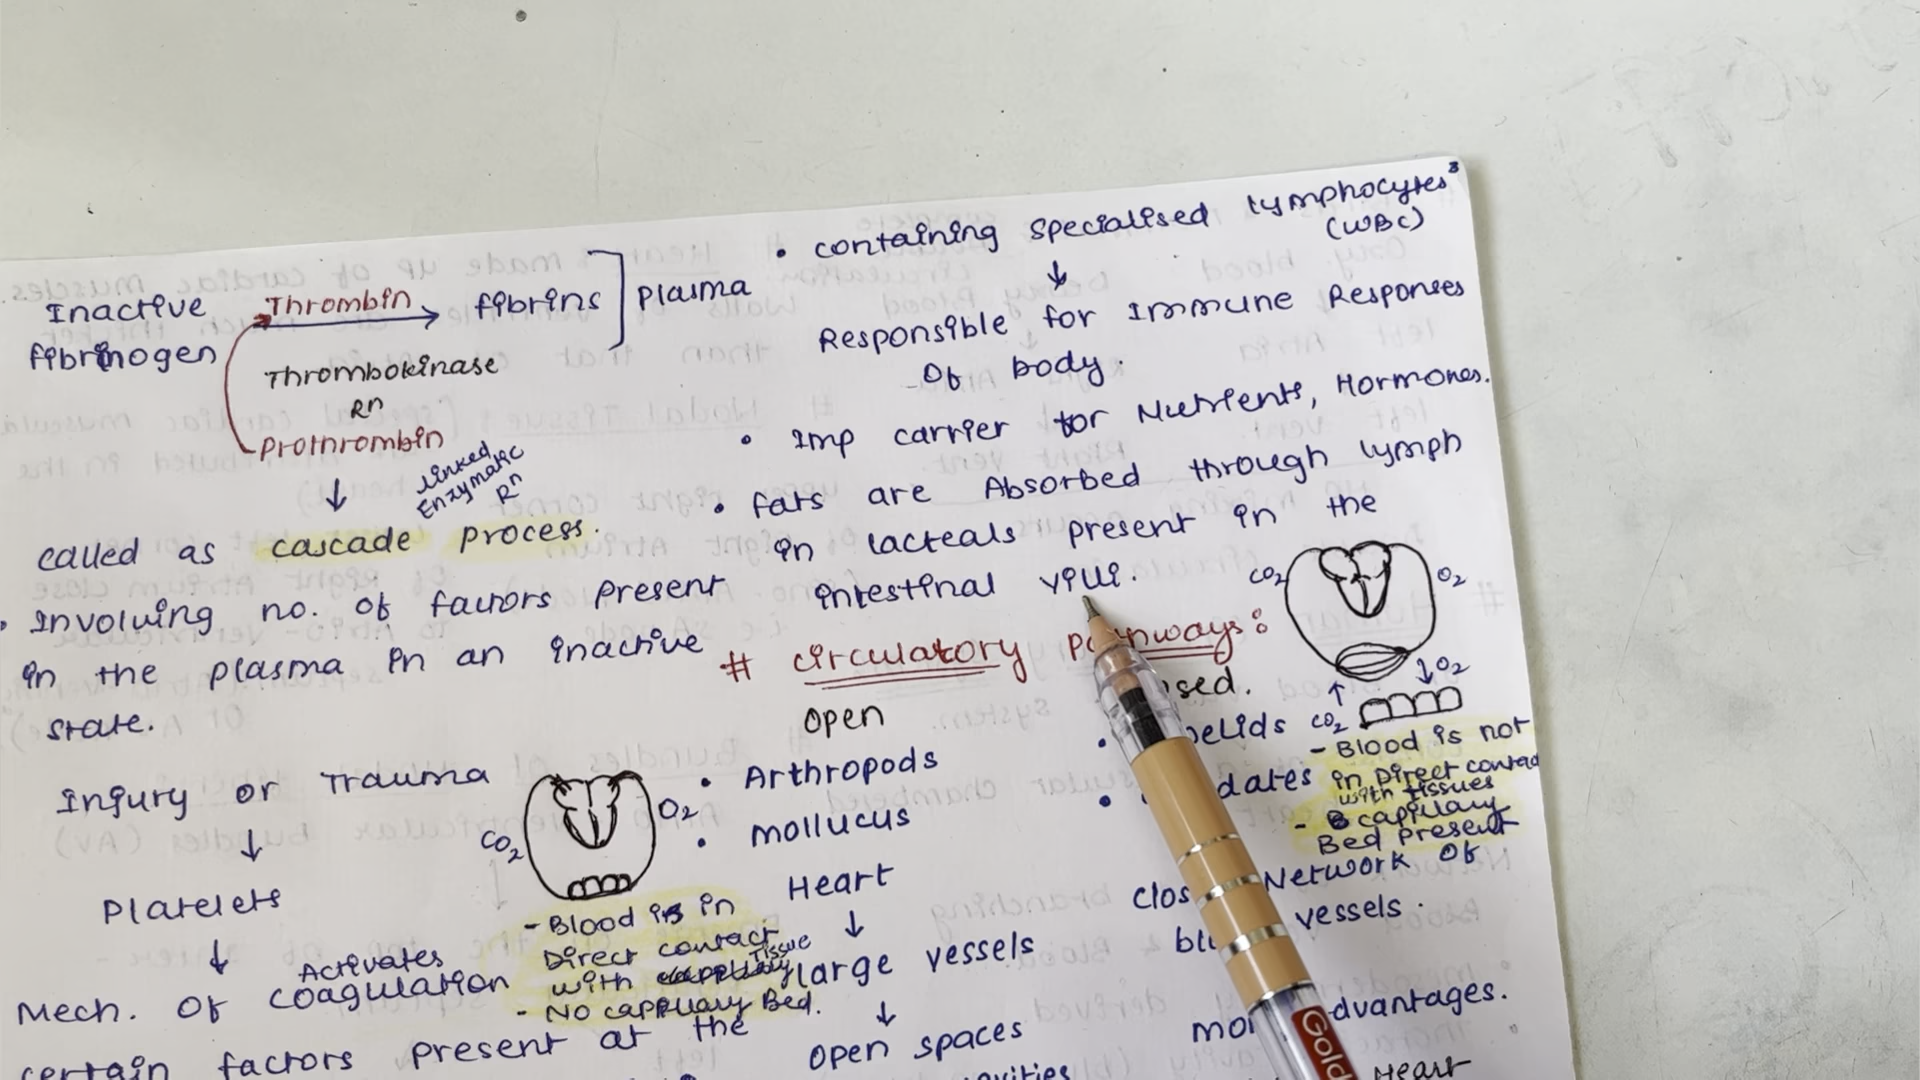 Inactive Thrombin fibrins Plasma
fibrinogen
Thrombokinase
Rn
Prothrombin
linked
Enzymatic
Rn
called as cascade process.
• Involving no. of factors present
in the plasma in an inactive
state.
Injury or Trauma
Platelets
Activates
Mech. of coagulation
certain factors present at the
CO2
O2
- Blood is in
Direct contact
with Tissue
- No capillary Bed.
• containing specialised lymphocytes
(WBC)
Responsible for Immune Responses
Of body.
• Imp carrier for Nutrients, Hormones.
• fats are Absorbed through lymph
in lacteals present in the
intestinal villi.
# circulatory pathways:
Open
• Arthropods
• mollucus
Heart
large vessels
open spaces
CO2
O2
O2
CO2
- Blood is not
in Direct contact
with tissues
- capillary
Bed present
Network Of
vessels.
Heart
Gold